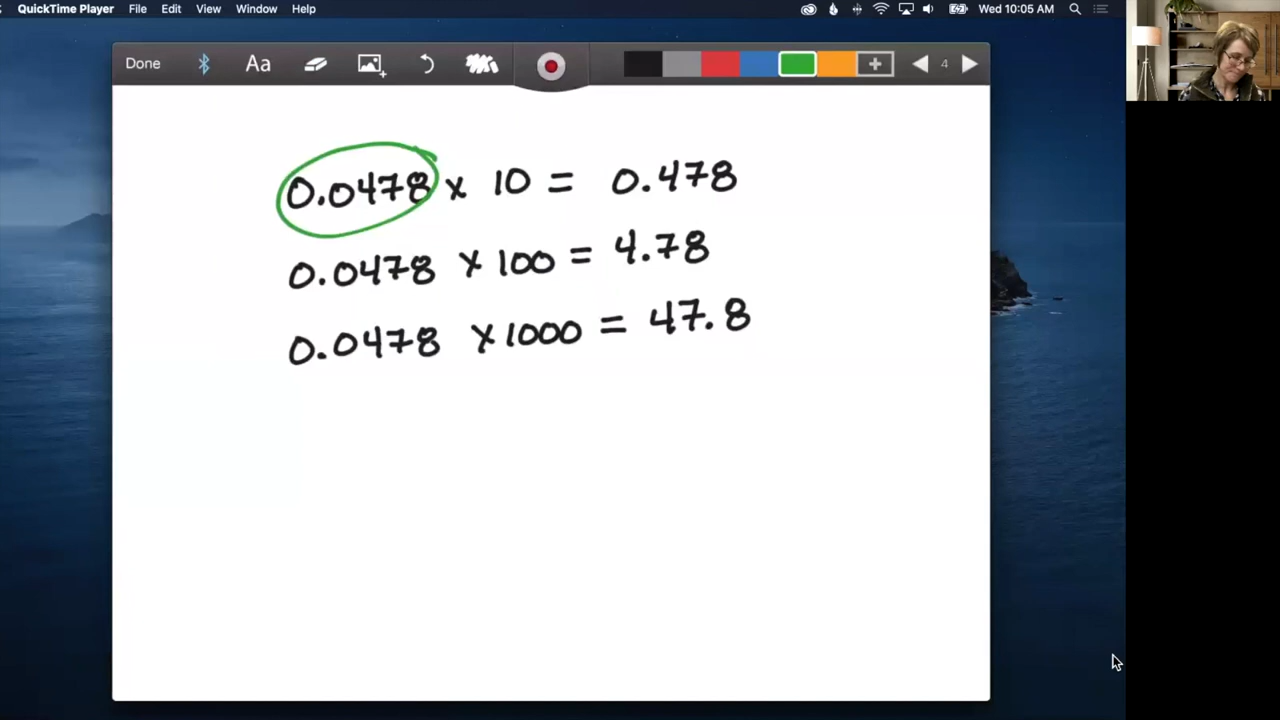 QuickTime Player File Edit View Window Help Wed 10:05 AM
Done Aa 4
0.0478 x 10 = 0.478
0.0478 x 100 = 4.78
0.0478 x 1000 = 47.8